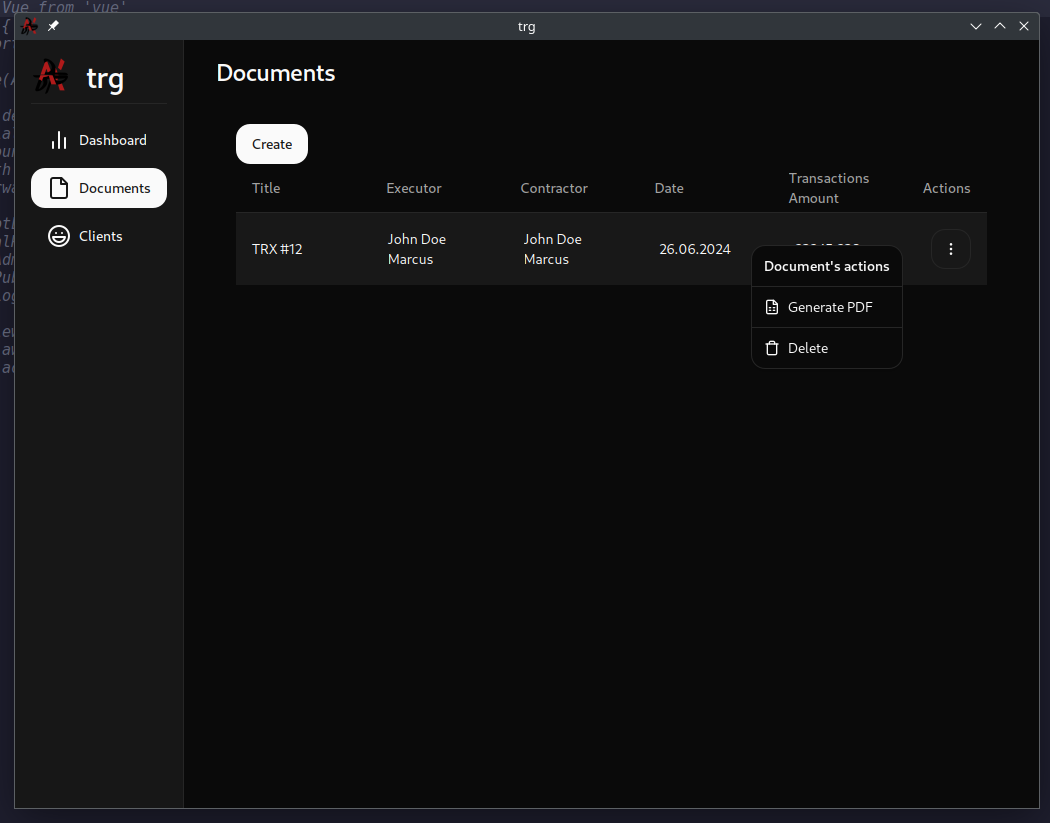 Vue from 'vue'
trg
trg
Documents
Dashboard
Documents
Clients
Create
Title
Executor
Contractor
Date
Transactions
Amount
Actions
TRX #12
John Doe
Marcus
John Doe
Marcus
26.06.2024
Document's actions
Generate PDF
Delete